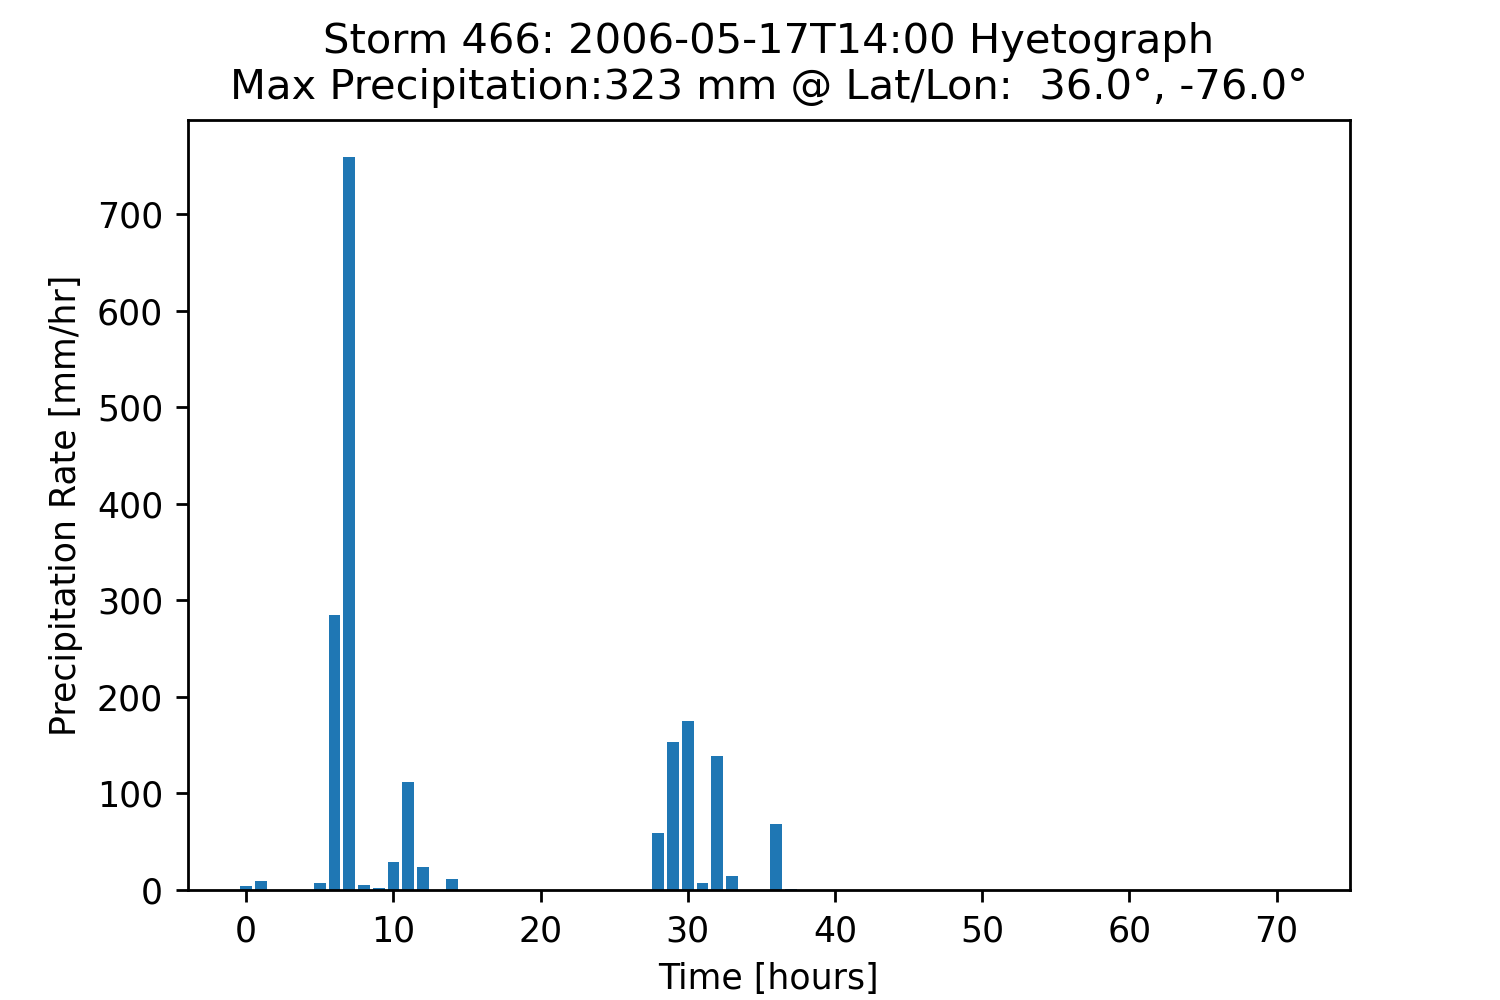 Storm 466: 2006-05-17T14:00 Hyetograph
Max Precipitation:323 mm @ Lat/Lon:  36.0°, -76.0°
Precipitation Rate [mm/hr]
700
600
500
400
300
200
100
0
0 10 20 30 40 50 60 70
Time [hours]